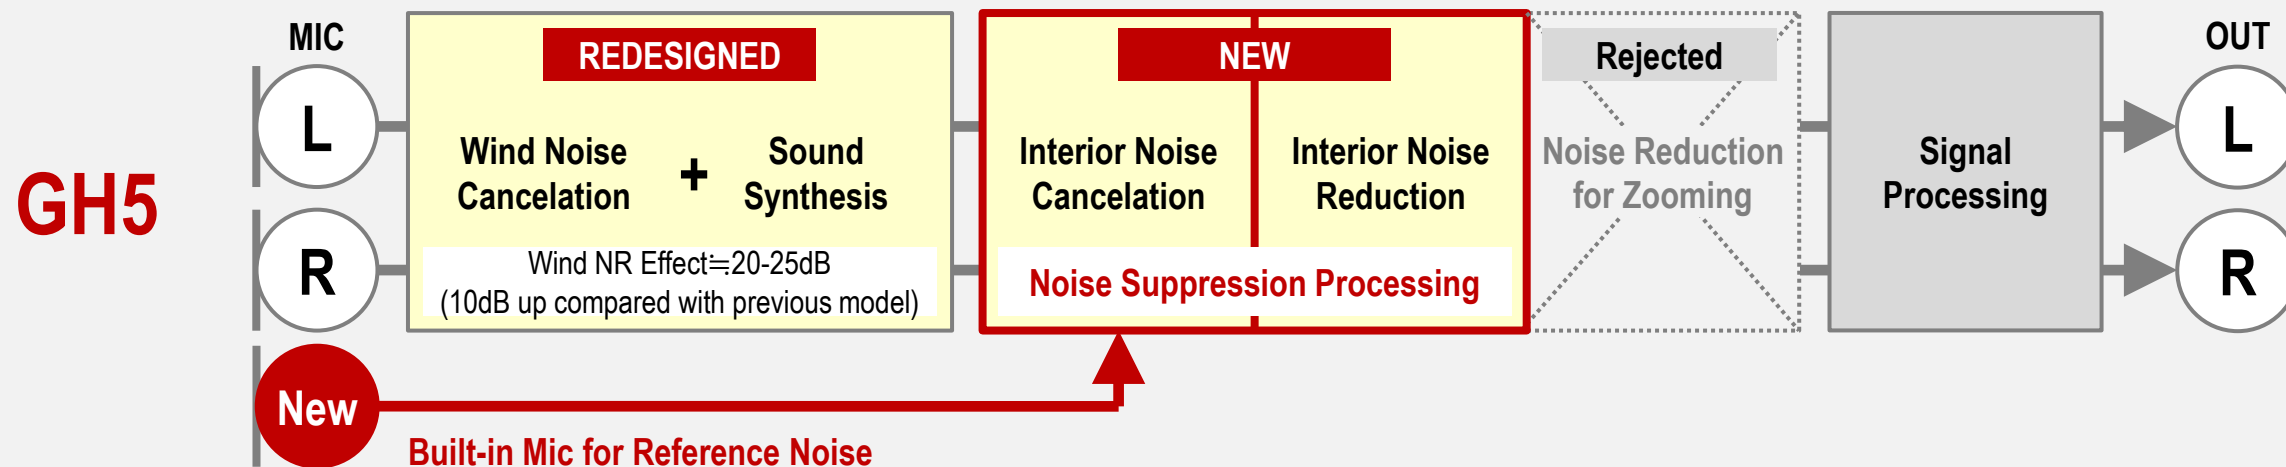 GH5
MIC
L
R
New
REDESIGNED
Wind Noise
Cancelation
+
Sound
Synthesis
Wind NR Effect≒20-25dB
(10dB up compared with previous model)
NEW
Interior Noise
Cancelation
Interior Noise
Reduction
Noise Suppression Processing
Rejected
Noise Reduction
for Zooming
Signal
Processing
OUT
L
R
Built-in Mic for Reference Noise